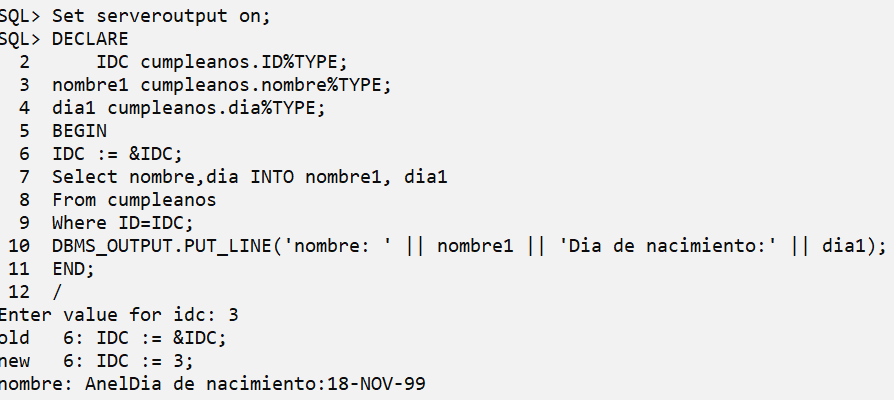 SQL> Set serveroutput on;
SQL> DECLARE
2 IDC cumpleanos.ID%TYPE;
3 nombre1 cumpleanos.nombre%TYPE;
4 dia1 cumpleanos.dia%TYPE;
5 BEGIN
6 IDC := &IDC;
7 Select nombre,dia INTO nombre1, dia1
8 From cumpleanos
9 Where ID=IDC;
10 DBMS_OUTPUT.PUT_LINE('nombre: ' || nombre1 || 'Dia de nacimiento:' || dia1);
11 END;
12 /
Enter value for idc: 3
old 6: IDC := &IDC;
new 6: IDC := 3;
nombre: AnelDia de nacimiento:18-NOV-99